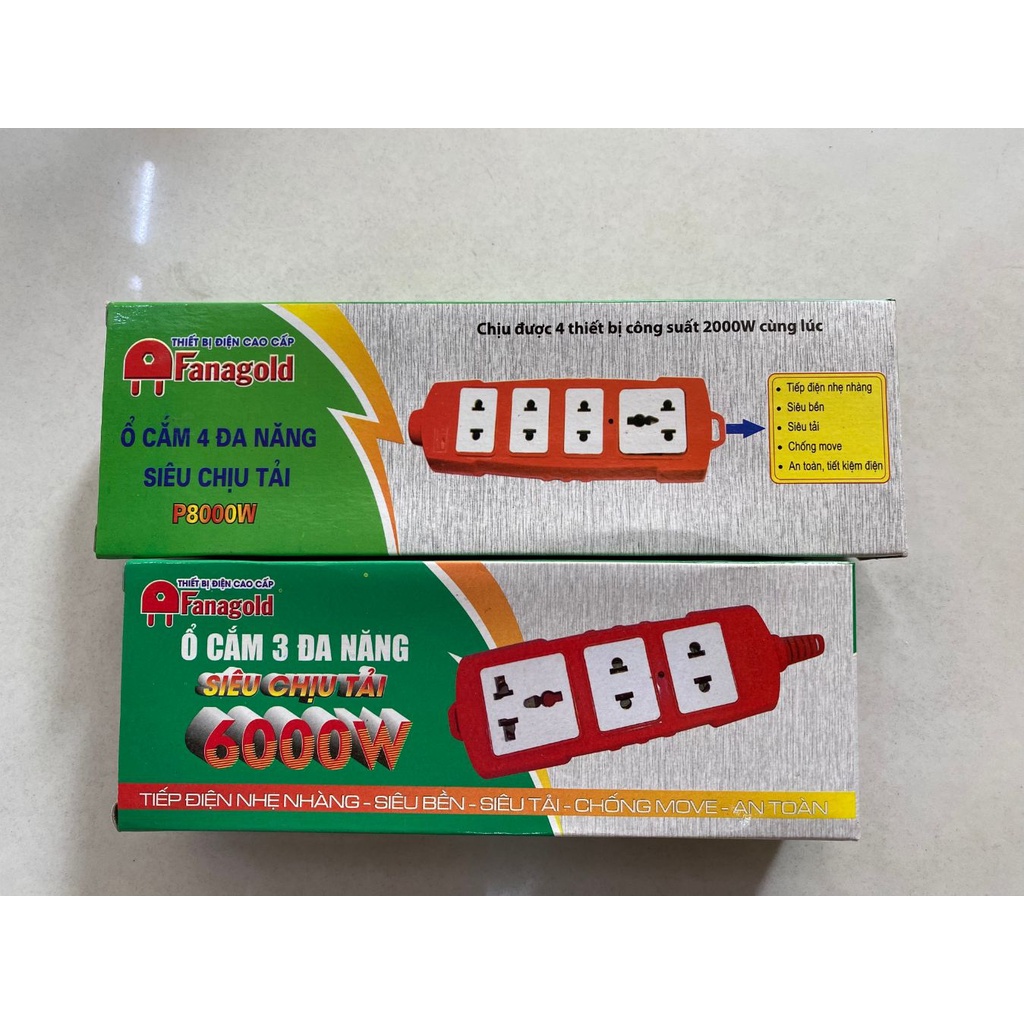 THIẾT BỊ ĐIỆN CAO CẤP
Fanagold
Ổ CẮM 4 ĐA NĂNG
SIÊU CHỊU TẢI
P8000W
Chịu được 4 thiết bị công suất 2000W cùng lúc
• Tiếp điện nhẹ nhàng
• Siêu bền
• Siêu tải
• Chống move
• An toàn, tiết kiệm điện
THIẾT BỊ ĐIỆN CAO CẤP
Fanagold
Ổ CẮM 3 ĐA NĂNG
SIÊU CHỊU TẢI
6000W
TIẾP ĐIỆN NHẸ NHÀNG - SIÊU BỀN - SIÊU TẢI - CHỐNG MOVE - AN TOÀN